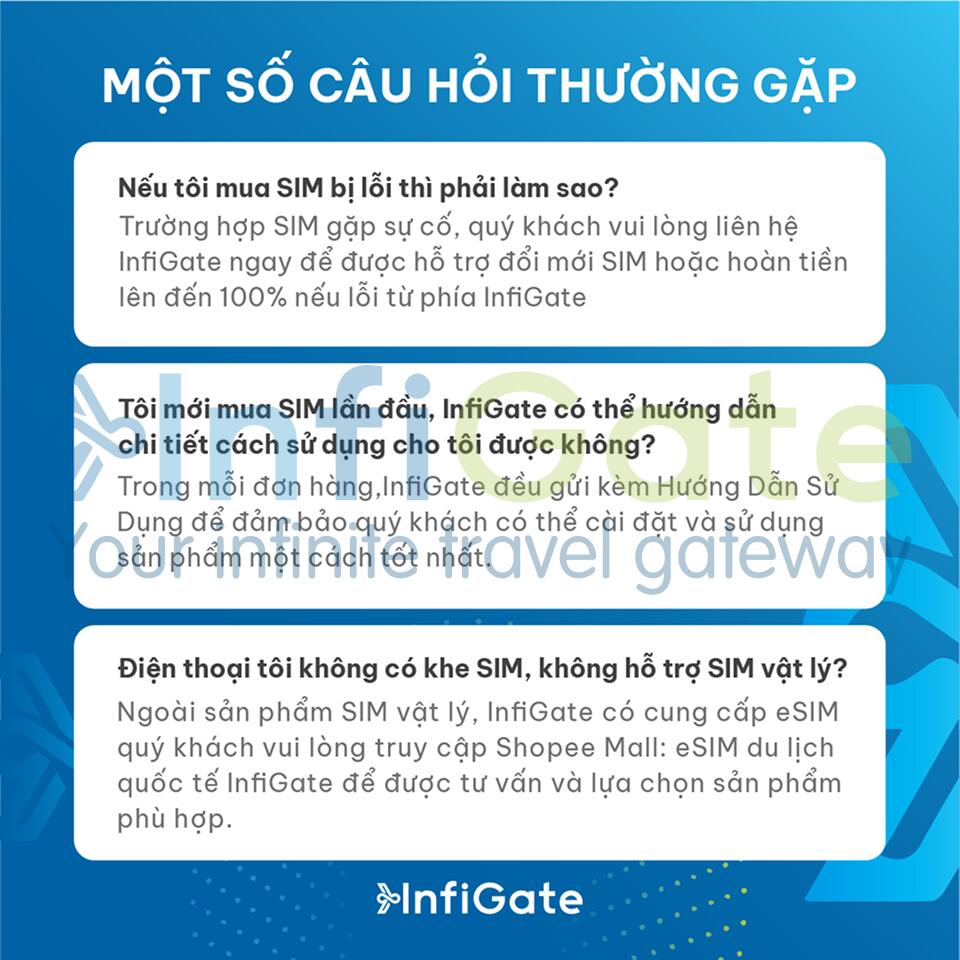 MỘT SỐ CÂU HỎI THƯỜNG GẶP
Nếu tôi mua SIM bị lỗi thì phải làm sao?
Trường hợp SIM gặp sự cố, quý khách vui lòng liên hệ
InfiGate ngay để được hỗ trợ đổi mới SIM hoặc hoàn tiền
lên đến 100% nếu lỗi từ phía InfiGate
Tôi mới mua SIM lần đầu, InfiGate có thể hướng dẫn
chi tiết cách sử dụng cho tôi được không?
Trong mỗi đơn hàng,InfiGate đều gửi kèm Hướng Dẫn Sử
Dụng để đảm bảo quý khách có thể cài đặt và sử dụng
sản phẩm một cách tốt nhất.
InfiGate
Your infinite travel gateway
Điện thoại tôi không có khe SIM, không hỗ trợ SIM vật lý?
Ngoài sản phẩm SIM vật lý, InfiGate có cung cấp eSIM
quý khách vui lòng truy cập Shopee Mall: eSIM du lịch
quốc tế InfiGate để được tư vấn và lựa chọn sản phẩm
phù hợp.
InfiGate